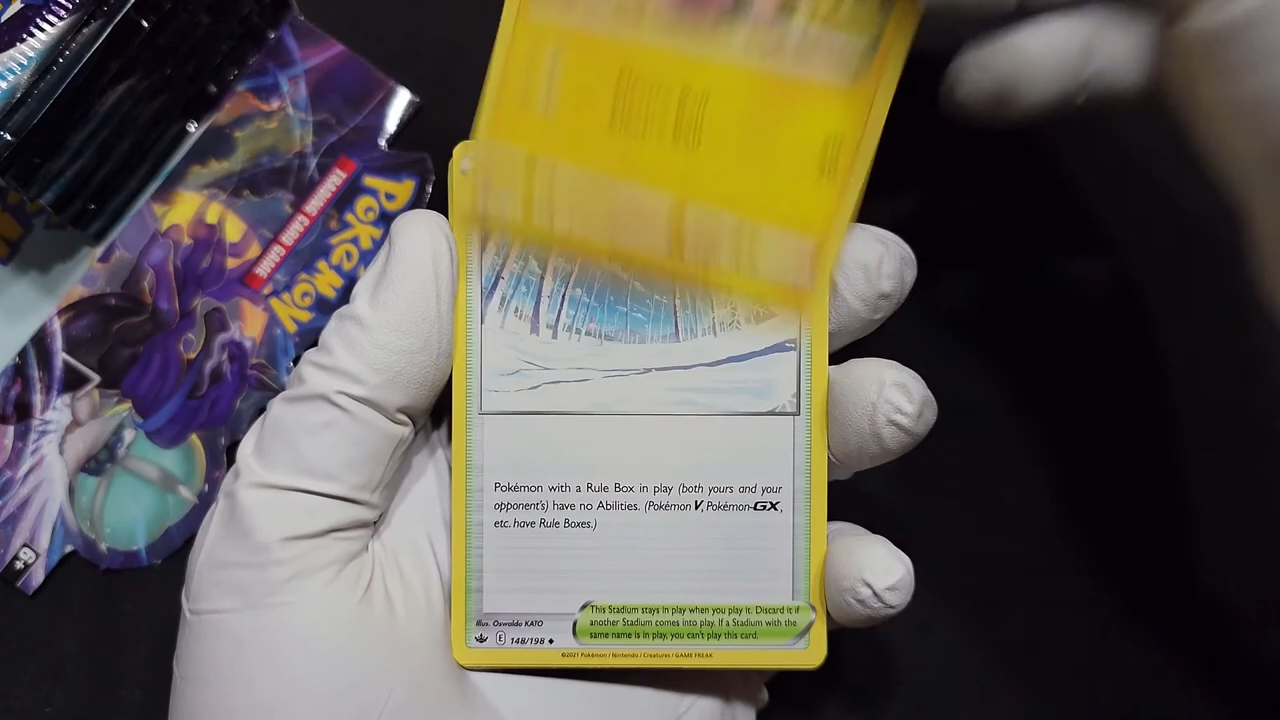 POKÉMON
TRADING CARD GAME
6+
Pokémon with a Rule Box in play (both yours and your
opponent's) have no Abilities. (Pokémon V, Pokémon-GX,
etc. have Rule Boxes.)
This Stadium stays in play when you play it. Discard it if
another Stadium comes into play. If a Stadium with the
same name is in play, you can't play this card.
Illus. Oswaldo KATO
E 148/198
©2021 Pokémon / Nintendo / Creatures / GAME FREAK